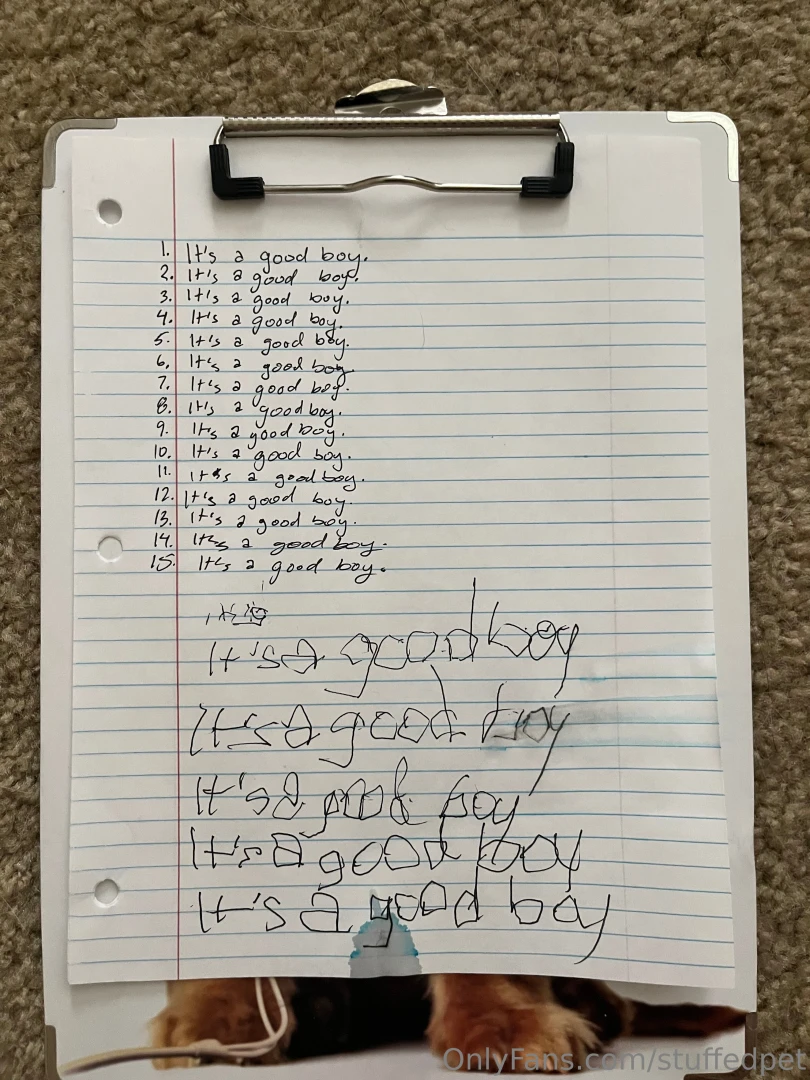 1. It's a good boy.
2. It's a good boy.
3. It's a good boy.
4. It's a good boy.
5. It's a good boy.
6. It's a good boy.
7. It's a good boy.
8. It's a good boy.
9. It's a good boy.
10. It's a good boy.
11. It's a good boy.
12. It's a good boy.
13. It's a good boy.
14. It's a good boy.
15. It's a good boy.
It's a good boy
It's a good boy
It's a good boy
It's a good boy
It's a good boy
OnlyFans.com/stuffedpet